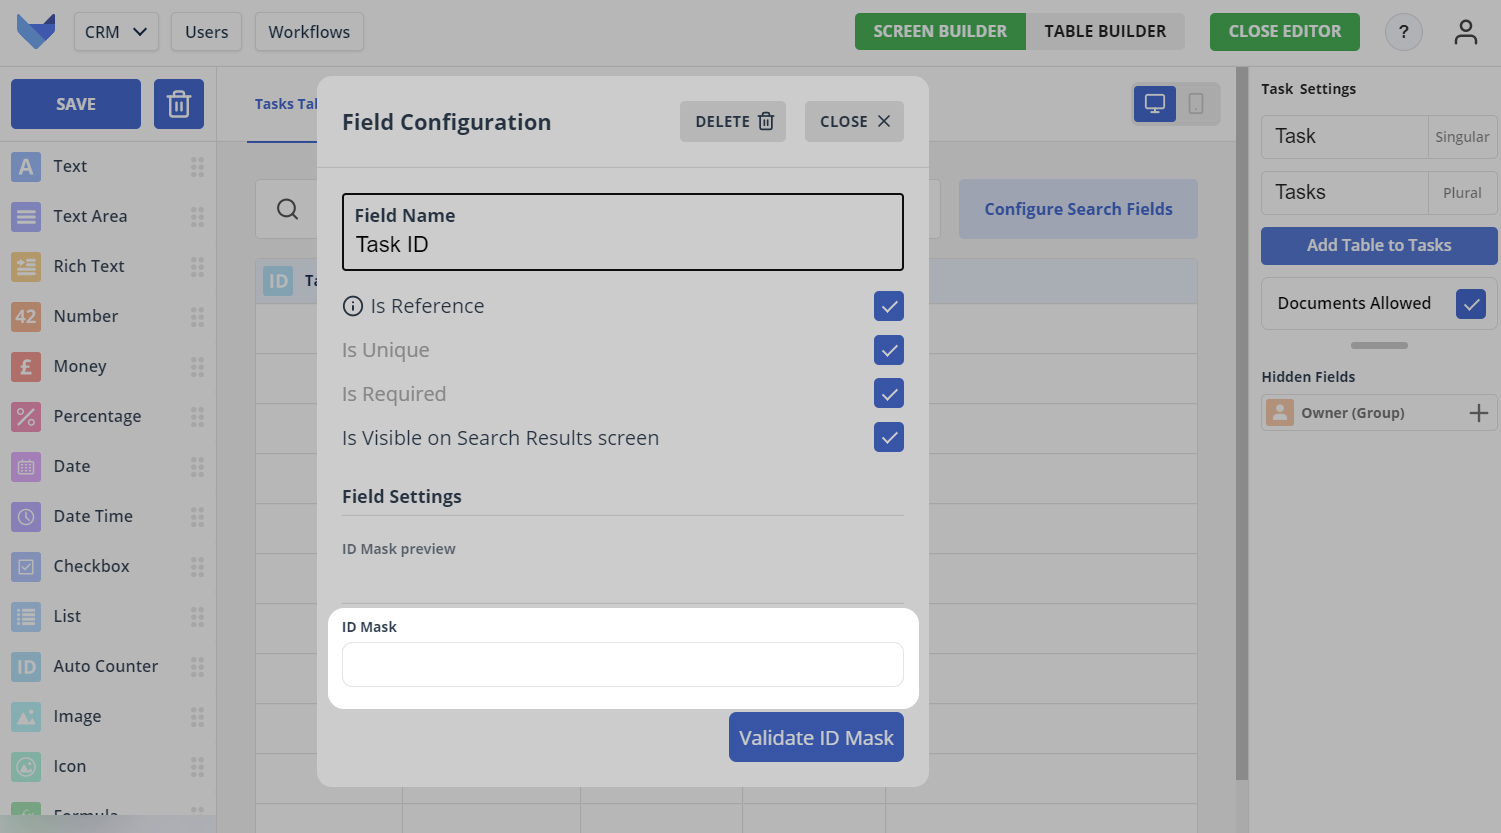 CRM
Users
Workflows
SCREEN BUILDER
TABLE BUILDER
CLOSE EDITOR
?
SAVE
Text
Text Area
Rich Text
42 Number
£ Money
Percentage
Date
Date Time
Checkbox
List
ID Auto Counter
Image
Icon
Formula
Tasks
ID
Field Configuration
DELETE
CLOSE
Field Name
Task ID
Is Reference
Is Unique
Is Required
Is Visible on Search Results screen
Field Settings
ID Mask preview
ID Mask
Validate ID Mask
Configure Search Fields
Task Settings
Task Singular
Tasks Plural
Add Table to Tasks
Documents Allowed
Hidden Fields
Owner (Group)